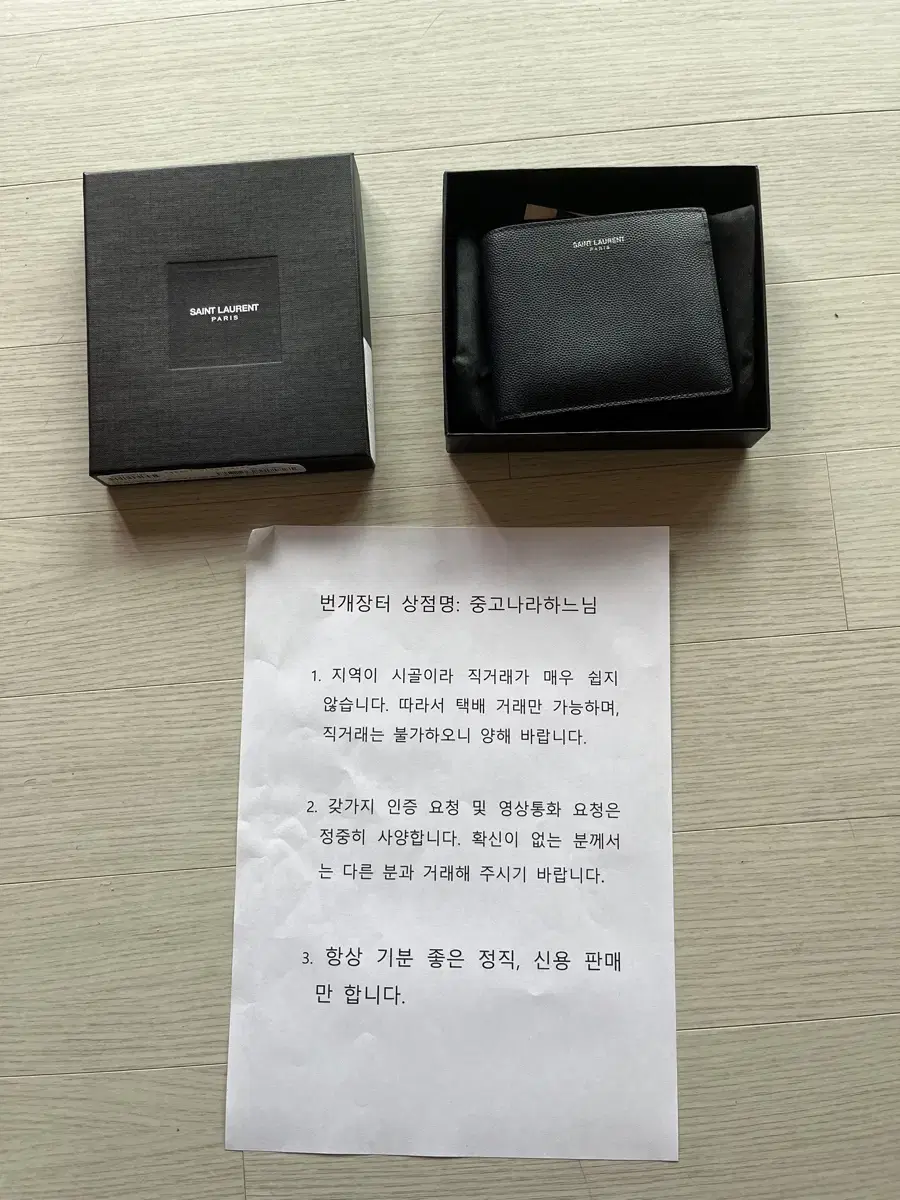 SAINT LAURENT
PARIS
SAINT LAURENT
PARIS
번개장터 상점명: 중고나라하느님
1. 지역이 시골이라 직거래가 매우 쉽지
않습니다. 따라서 택배 거래만 가능하며,
직거래는 불가하오니 양해 바랍니다.
2. 갖가지 인증 요청 및 영상통화 요청은
정중히 사양합니다. 확신이 없는 분께서
는 다른 분과 거래해 주시기 바랍니다.
3. 항상 기분 좋은 정직, 신용 판매
만 합니다.